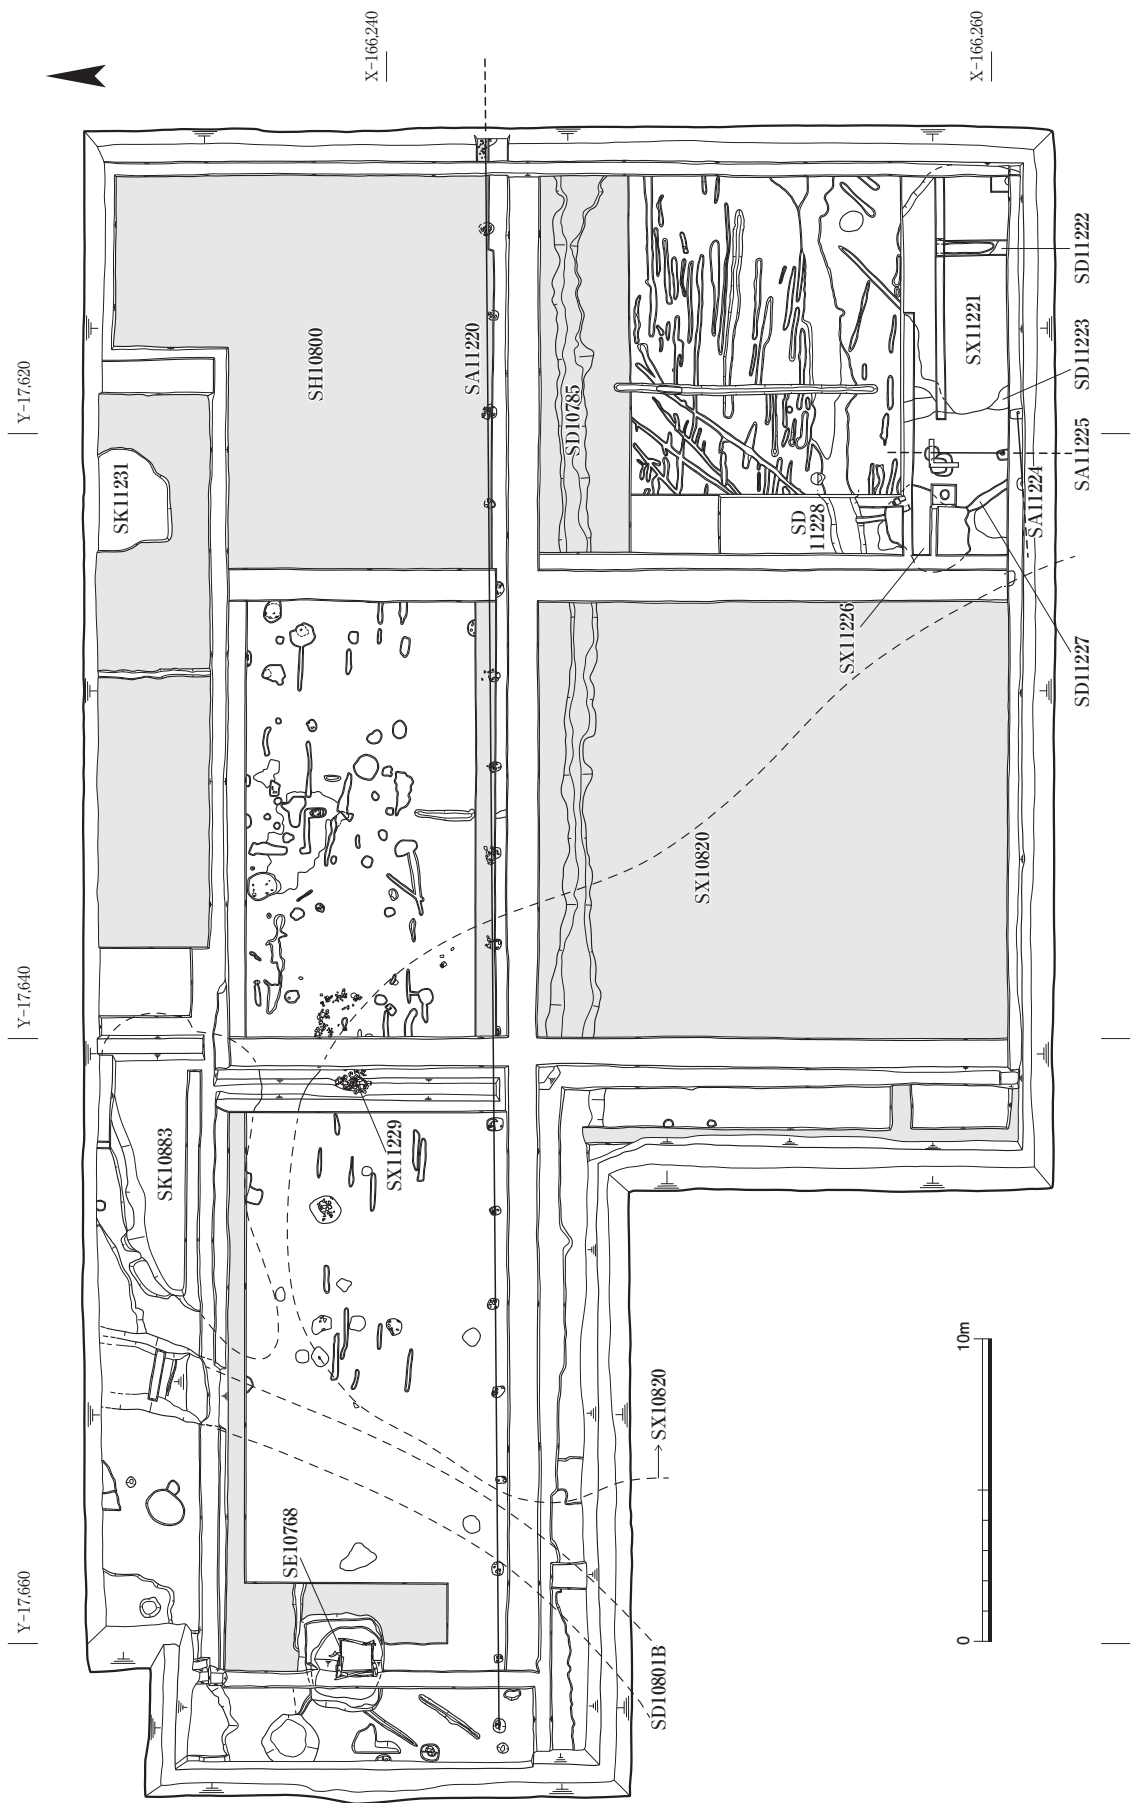 X-166,240
X-166,260
Y-17,620
Y-17,640
Y-17,660
SH10800
SA11220
SD10785
SK11231
SX11221
SD11222
SD11223
SA11225
SA11224
SD
11228
SX11226
SD11227
SX10820
SK10883
SX11229
SE10768
→SX10820
SD10801B
0
10m